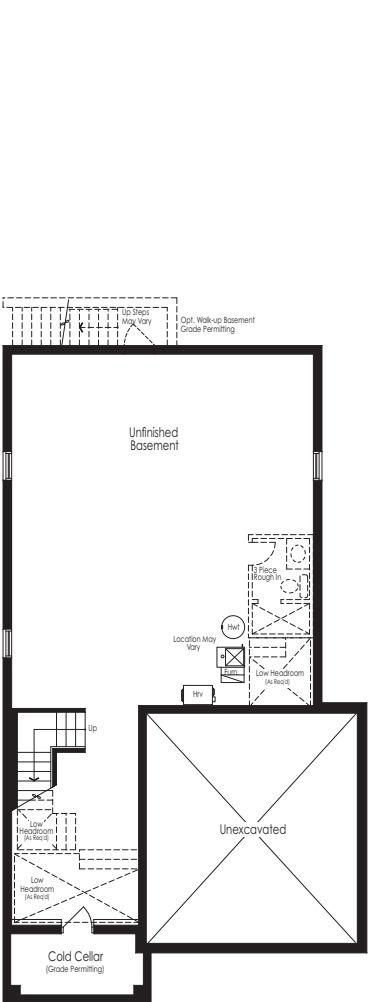 Up Steps
May Vary
Opt. Walk-up Basement
Grade Permitting
Unfinished
Basement
3 Piece
Rough In
Hwt
Location May
Vary
Furn.
Low Headroom
(As Req'd)
Hrv
Up
Low
Headroom
(As Req'd)
Unexcavated
Low
Headroom
(As Req'd)
Cold Cellar
(Grade Permitting)